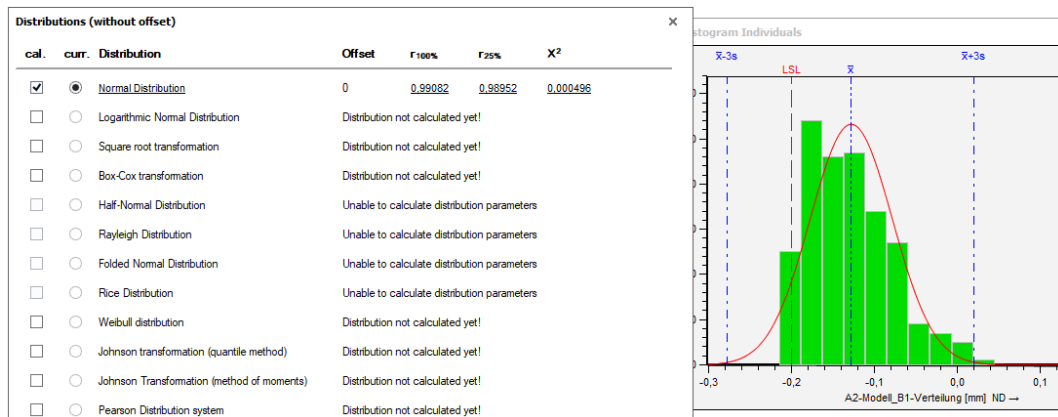 Distributions (without offset) ×
cal. curr. Distribution Offset r100% r25% X²
Normal Distribution 0 0,99082 0,98952 0,000496
Logarithmic Normal Distribution Distribution not calculated yet!
Square root transformation Distribution not calculated yet!
Box-Cox transformation Distribution not calculated yet!
Half-Normal Distribution Unable to calculate distribution parameters
Rayleigh Distribution Unable to calculate distribution parameters
Folded Normal Distribution Unable to calculate distribution parameters
Rice Distribution Unable to calculate distribution parameters
Weibull distribution Distribution not calculated yet!
Johnson transformation (quantile method) Distribution not calculated yet!
Johnson Transformation (method of moments) Distribution not calculated yet!
Pearson Distribution system Distribution not calculated yet!
stogram Individuals
x̄-3s x̄ x̄+3s
LSL
-0,3 -0,2 -0,1 0,0 0,1
A2-Modell_B1-Verteilung [mm] ND →